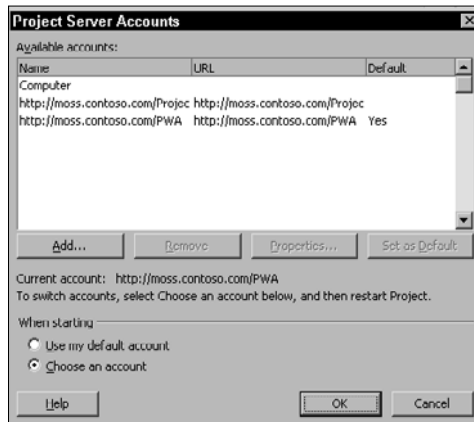 Project Server Accounts
Available accounts:
Name URL Default
Computer
http://moss.contoso.com/Projec http://moss.contoso.com/Projec
http://moss.contoso.com/PWA http://moss.contoso.com/PWA Yes
Add... Remove Properties... Set as Default
Current account: http://moss.contoso.com/PWA
To switch accounts, select Choose an account below, and then restart Project.
When starting
Use my default account
Choose an account
Help OK Cancel